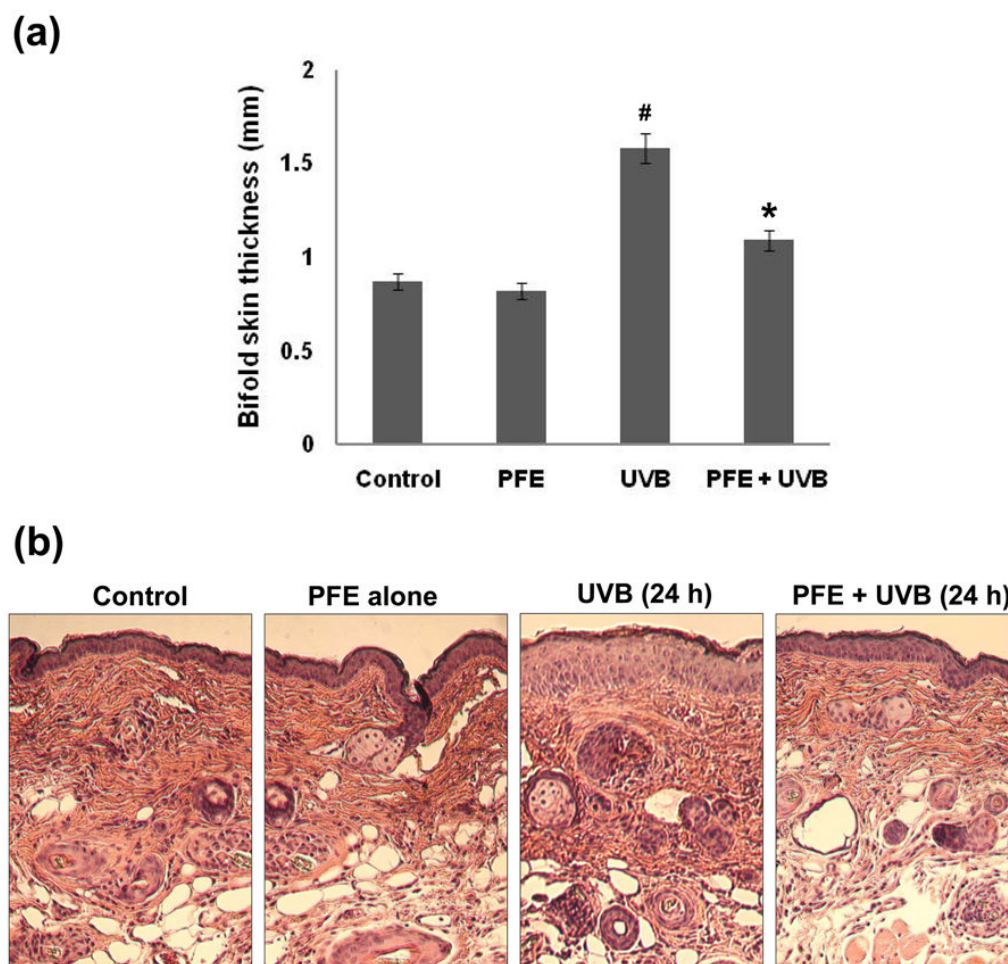 (a)
Bifold skin thickness (mm)
2
1.5
1
0.5
0
#
*
Control PFE UVB PFE + UVB
(b)
Control PFE alone UVB (24 h) PFE + UVB (24 h)